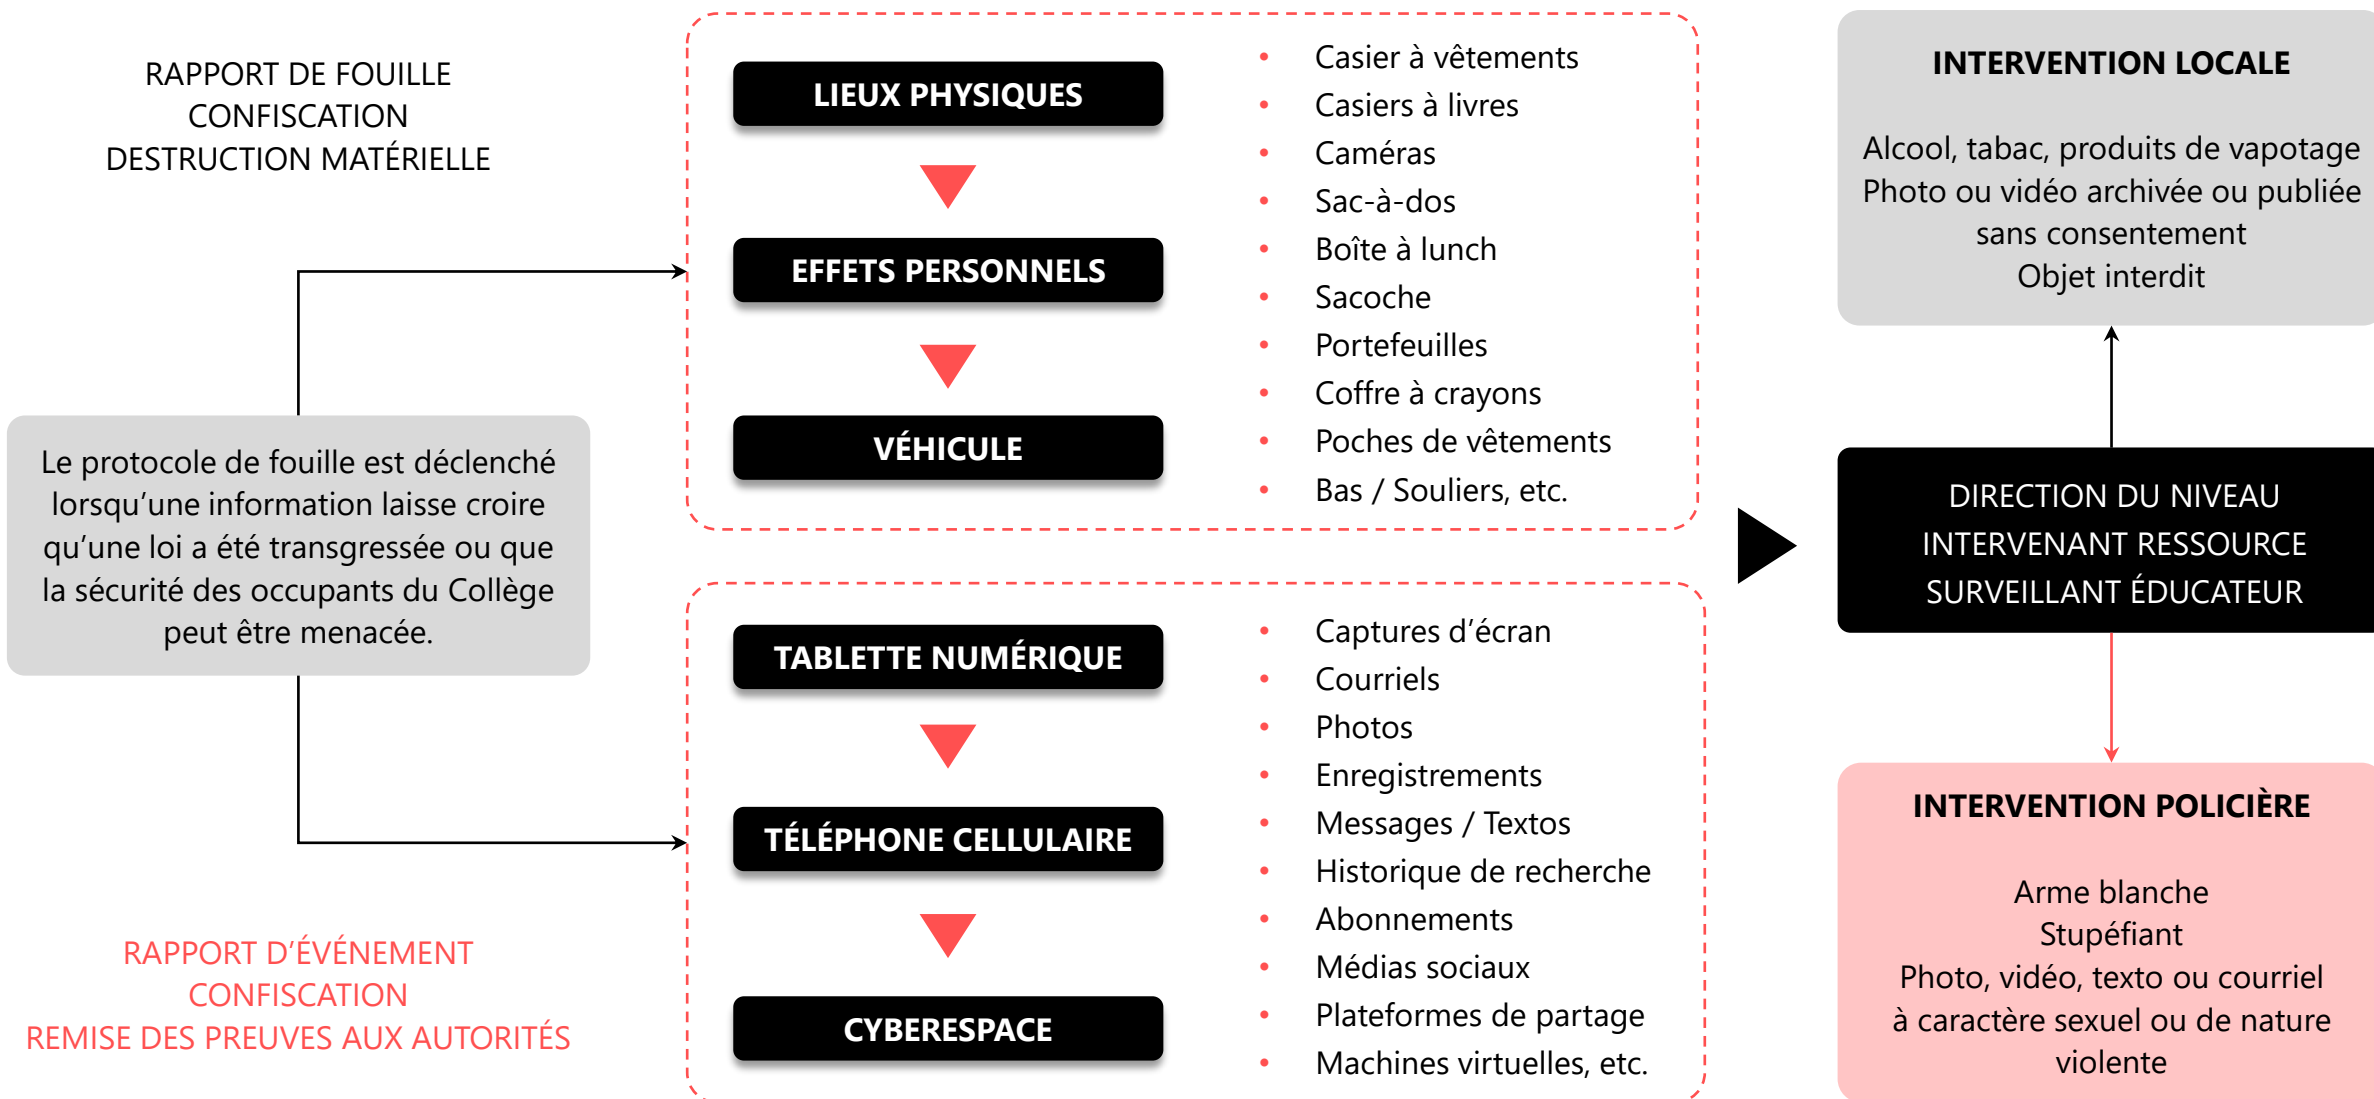 RAPPORT DE FOUILLE
CONFISCATION
DESTRUCTION MATÉRIELLE
Le protocole de fouille est déclenché
lorsqu’une information laisse croire
qu’une loi a été transgressée ou que
la sécurité des occupants du Collège
peut être menacée.
RAPPORT D’ÉVÉNEMENT
CONFISCATION
REMISE DES PREUVES AUX AUTORITÉS
LIEUX PHYSIQUES
EFFETS PERSONNELS
VÉHICULE
• Casier à vêtements
• Casiers à livres
• Caméras
• Sac-à-dos
• Boîte à lunch
• Sacoche
• Portefeuilles
• Coffre à crayons
• Poches de vêtements
• Bas / Souliers, etc.
TABLETTE NUMÉRIQUE
TÉLÉPHONE CELLULAIRE
CYBERESPACE
• Captures d’écran
• Courriels
• Photos
• Enregistrements
• Messages / Textos
• Historique de recherche
• Abonnements
• Médias sociaux
• Plateformes de partage
• Machines virtuelles, etc.
INTERVENTION LOCALE
Alcool, tabac, produits de vapotage
Photo ou vidéo archivée ou publiée
sans consentement
Objet interdit
DIRECTION DU NIVEAU
INTERVENANT RESSOURCE
SURVEILLANT ÉDUCATEUR
INTERVENTION POLICIÈRE
Arme blanche
Stupéfiant
Photo, vidéo, texto ou courriel
à caractère sexuel ou de nature
violente